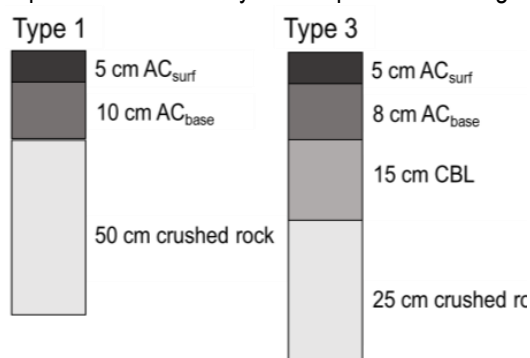 Type 1
5 cm ACsurf
10 cm ACbase
50 cm crushed rock
Type 3
5 cm ACsurf
8 cm ACbase
15 cm CBL
25 cm crushed